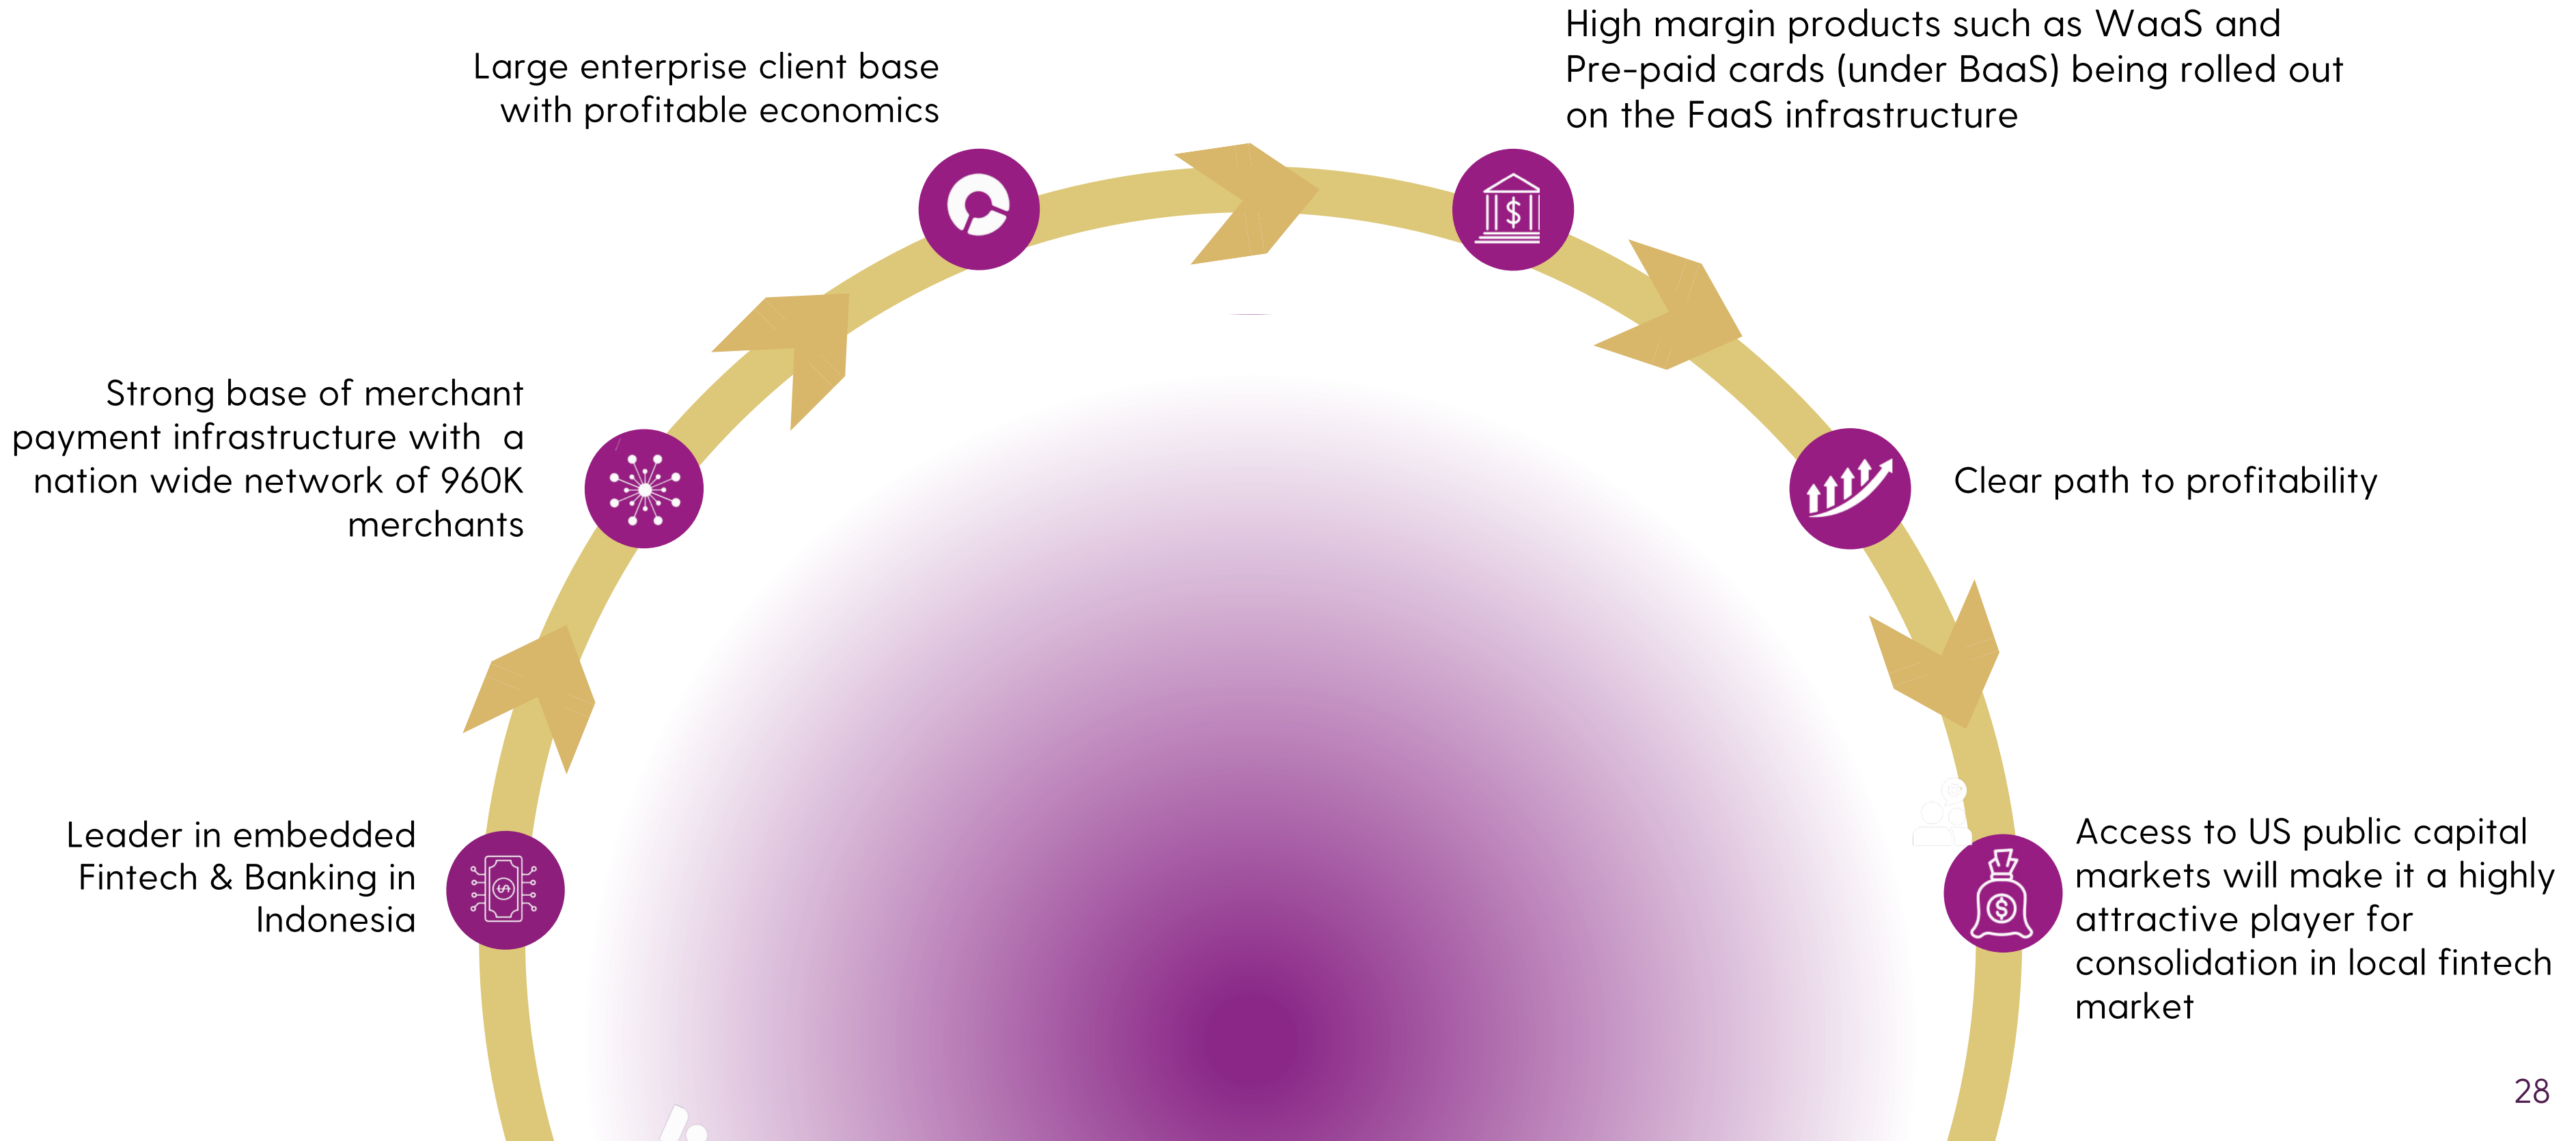 Large enterprise client base
with profitable economics
High margin products such as WaaS and
Pre-paid cards (under BaaS) being rolled out
on the FaaS infrastructure
Strong base of merchant
payment infrastructure with  a
nation wide network of 960K
merchants
Clear path to profitability
Leader in embedded
Fintech & Banking in
Indonesia
Access to US public capital
markets will make it a highly
attractive player for
consolidation in local fintech
market
28